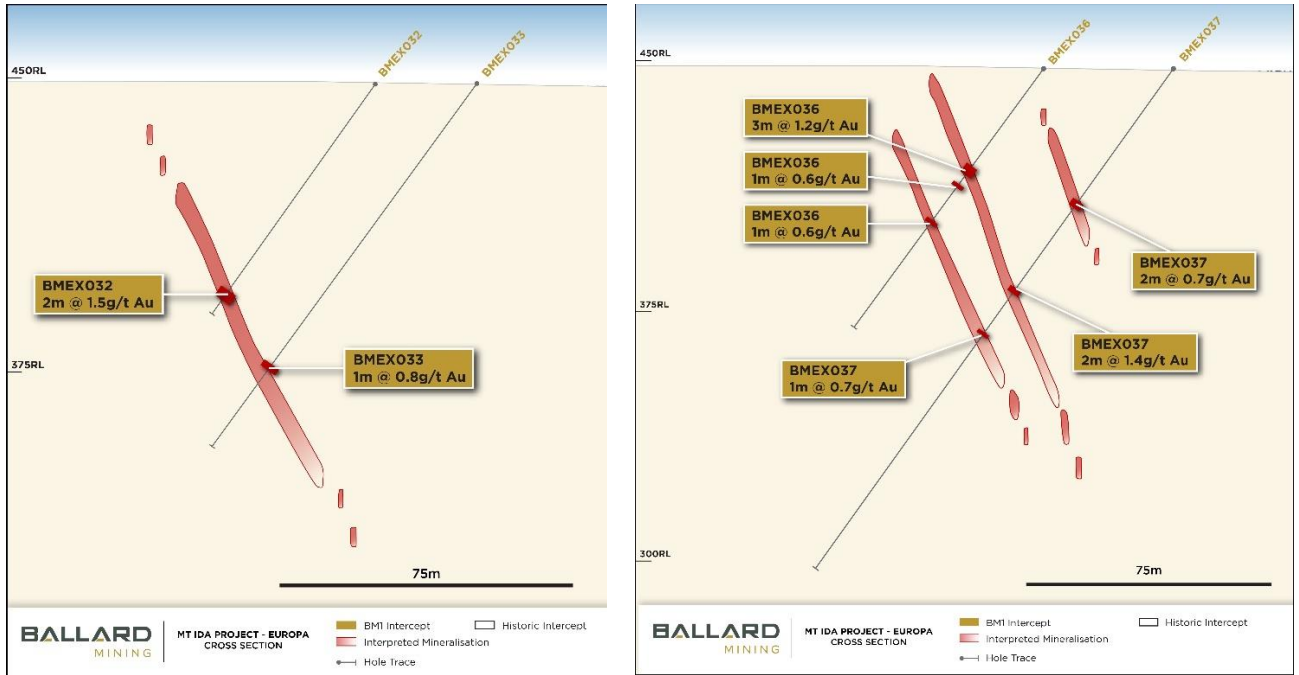 BMEX032
BMEX033
450RL
BMEX032
2m @ 1.5g/t Au
BMEX033
1m @ 0.8g/t Au
375RL
75m
BALLARD
MINING
MT IDA PROJECT - EUROPA
CROSS SECTION
BM1 Intercept
Historic Intercept
Interpreted Mineralisation
Hole Trace
BMEX036
BMEX037
450RL
BMEX036
3m @ 1.2g/t Au
BMEX036
1m @ 0.6g/t Au
BMEX036
1m @ 0.6g/t Au
BMEX037
2m @ 0.7g/t Au
375RL
BMEX037
2m @ 1.4g/t Au
BMEX037
1m @ 0.7g/t Au
300RL
75m
BALLARD
MINING
MT IDA PROJECT - EUROPA
CROSS SECTION
BM1 Intercept
Historic Intercept
Interpreted Mineralisation
Hole Trace